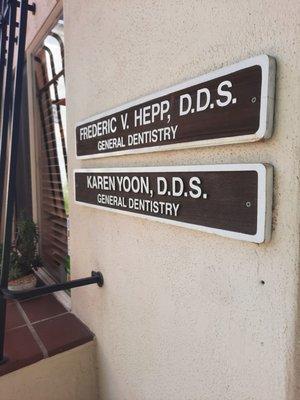 FREDERIC V. HEPP, D.D.S.
GENERAL DENTISTRY
KAREN YOON, D.D.S.
GENERAL DENTISTRY